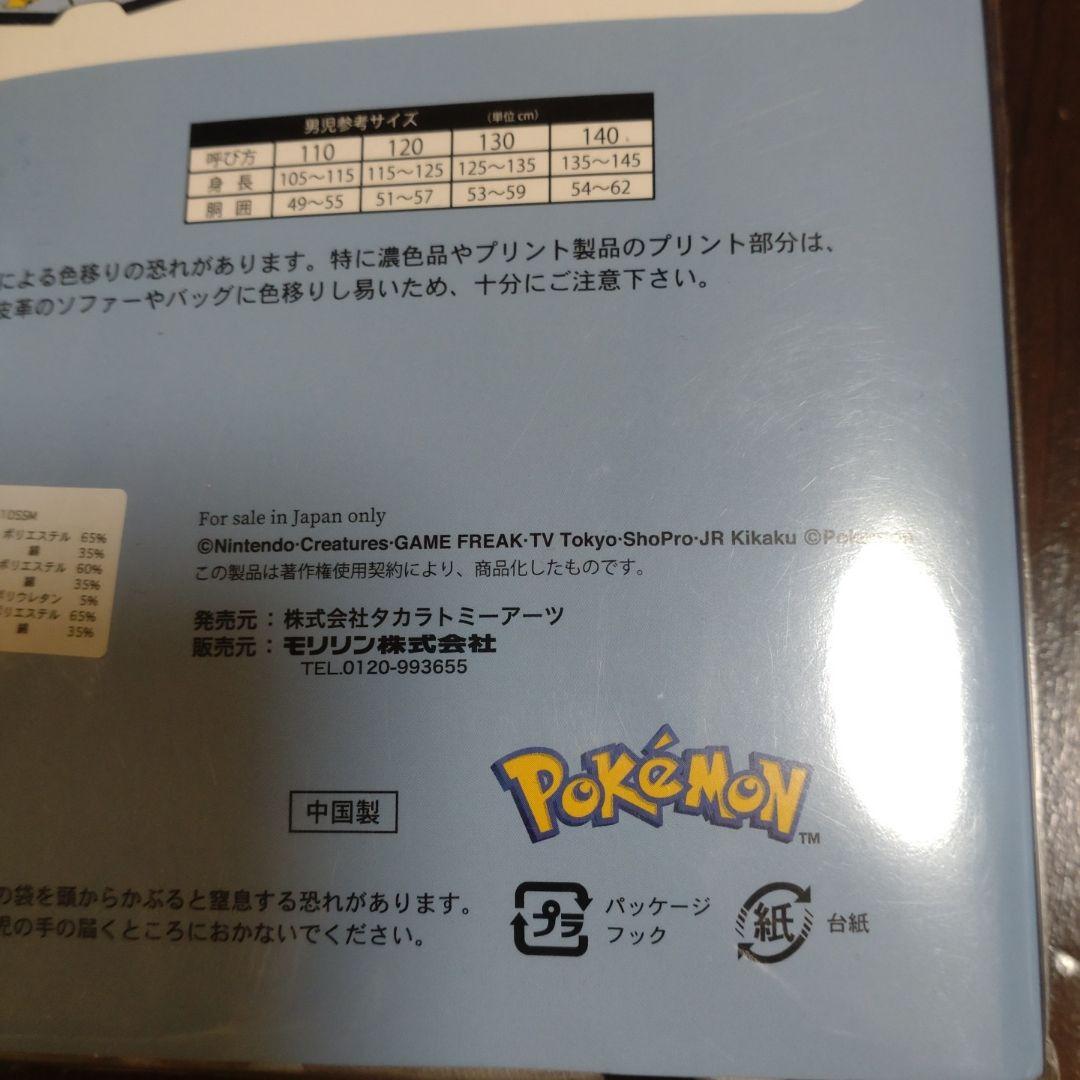 男児参考サイズ (単位cm)
呼び方 110 120 130 140
身長 105～115 115～125 125～135 135～145
胴囲 49～55 51～57 53～59 54～62
による色移りの恐れがあります。特に濃色品やプリント製品のプリント部分は、
皮革のソファーやバッグに色移りし易いため、十分にご注意下さい。
10SSM
ポリエステル 65%
綿 35%
ポリエステル 60%
綿 35%
ポリウレタン 5%
ポリエステル 65%
綿 35%
For sale in Japan only
©Nintendo·Creatures·GAME FREAK·TV Tokyo·ShoPro·JR Kikaku ©Pokémon
この製品は著作権使用契約により、商品化したものです。
発売元：株式会社タカラトミーアーツ
販売元：モリリン株式会社
TEL.0120-993655
POKéMON
TM
中国製
の袋を頭からかぶると窒息する恐れがあります。
児の手の届くところにおかないでください。
プラ
パッケージ
フック
紙
台紙